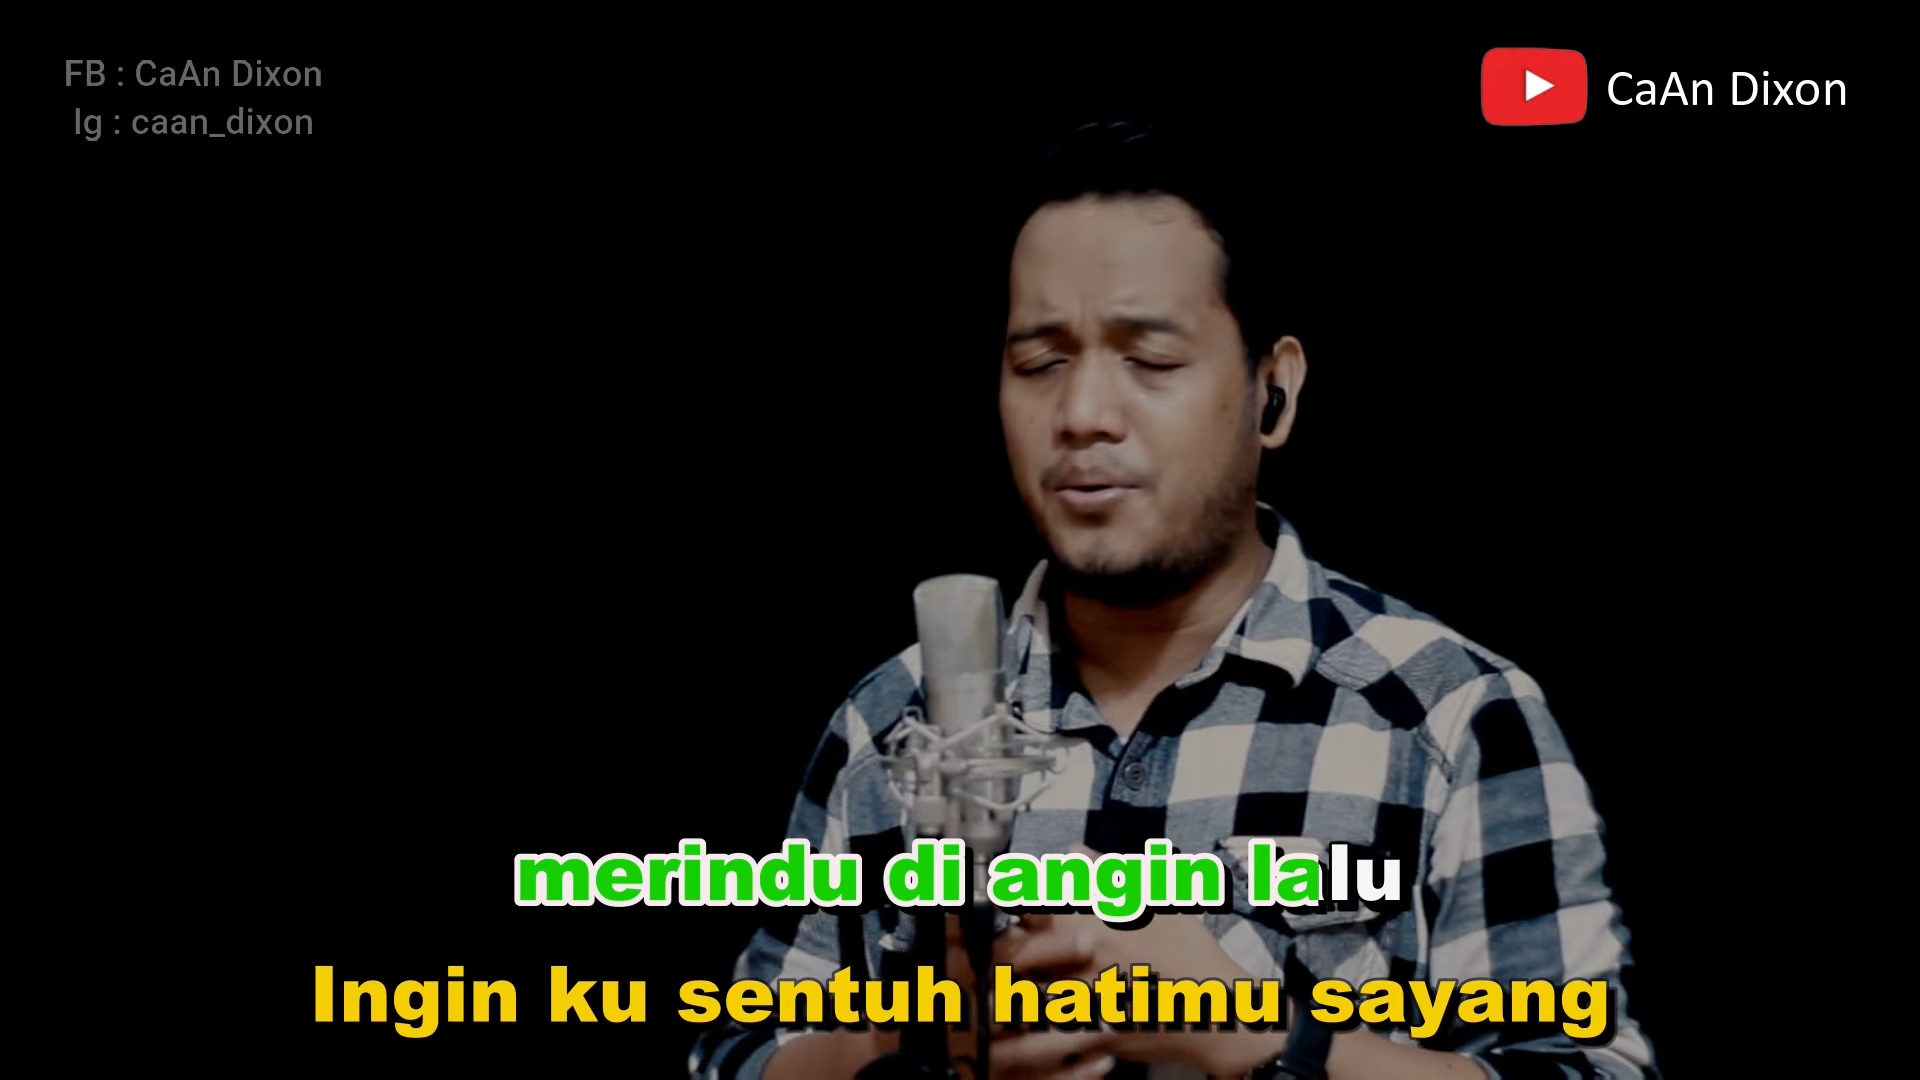 FB : CaAn Dixon
Ig : caan_dixon
CaAn Dixon
merindu di angin lalu
Ingin ku sentuh hatimu sayang